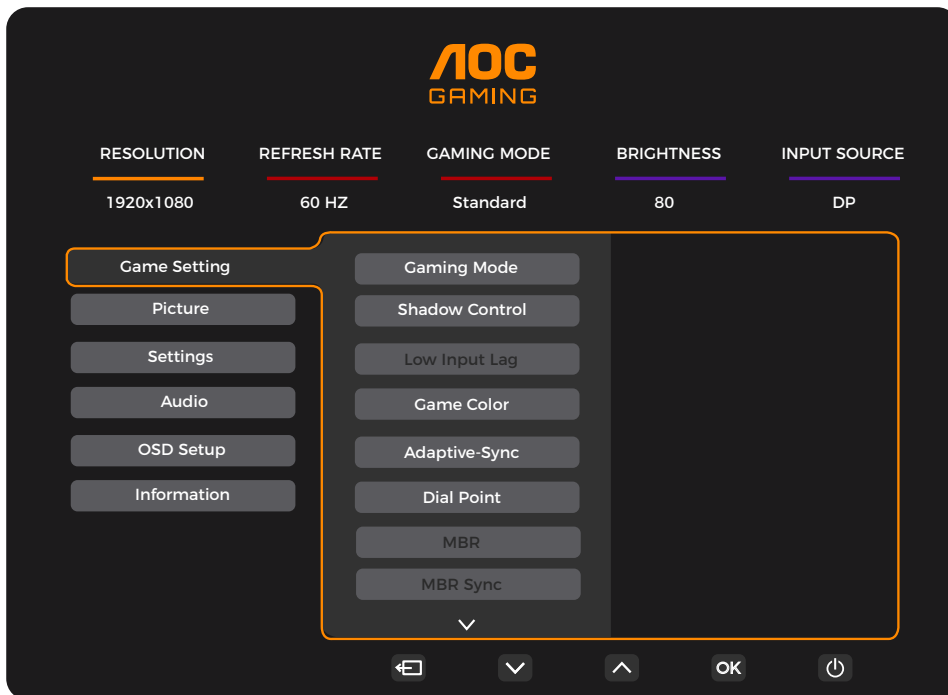 AOC
GAMING
RESOLUTION REFRESH RATE GAMING MODE BRIGHTNESS INPUT SOURCE
1920x1080 60 HZ Standard 80 DP
Game Setting
Picture
Settings
Audio
OSD Setup
Information
Gaming Mode
Shadow Control
Low Input Lag
Game Color
Adaptive-Sync
Dial Point
MBR
MBR Sync
OK